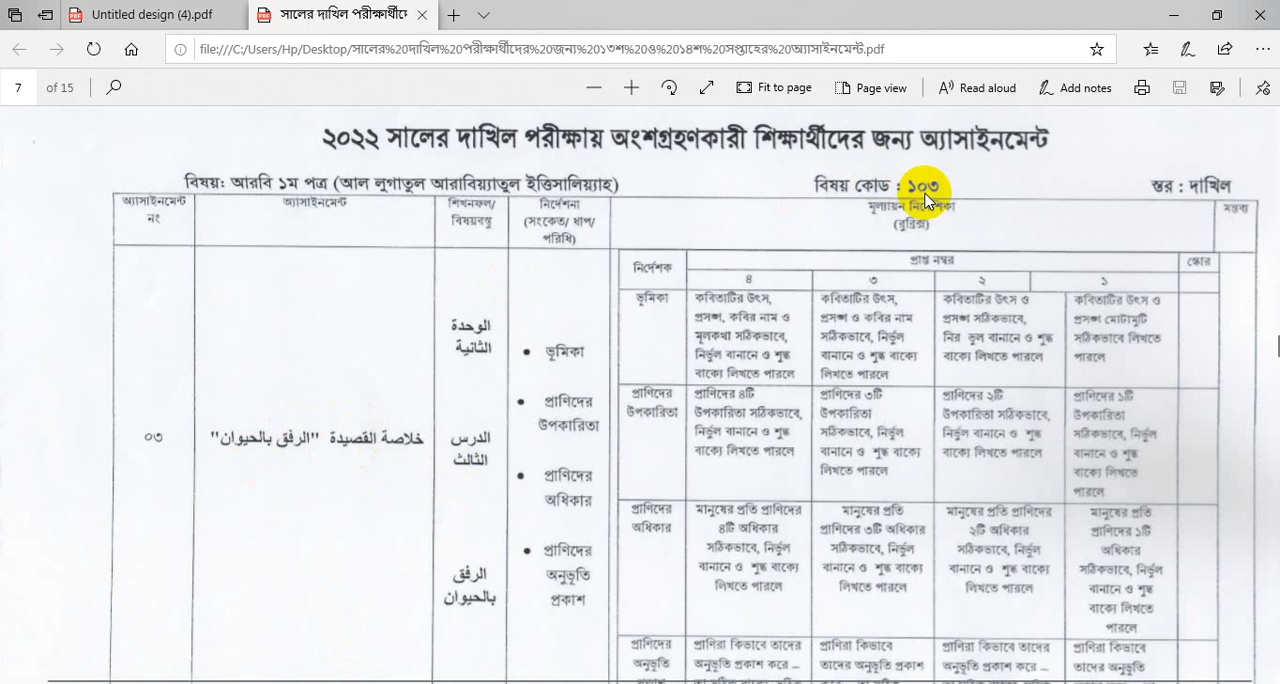 Untitled design (4).pdf
সালের দাখিল পরীক্ষার্থীদে
file:///C:/Users/Hp/Desktop/সালের%20দাখিল%20পরীক্ষার্থীদের%20জন্য%20১৩শ%20ও%20১৪শ%20সপ্তাহের%20অ্যাসাইনমেন্ট.pdf
7 of 15
Fit to page
Page view
Read aloud
Add notes
২০২২ সালের দাখিল পরীক্ষায় অংশগ্রহণকারী শিক্ষার্থীদের জন্য অ্যাসাইনমেন্ট
বিষয়: আরবি ১ম পত্র (আল লুগাতুল আরাবিয়্যাতুল ইত্তিসালিয়্যাহ)
বিষয় কোড : ১০৩
স্তর : দাখিল
অ্যাসাইনমেন্ট
নং
অ্যাসাইনমেন্ট
শিখনফল/
বিষয়বস্তু
নির্দেশনা
(সংকেত/ ধাপ/
পরিধি)
মূল্যায়ন নির্দেশিকা
(রুব্রিক্স)
মন্তব্য
০৩
خلاصة القصيدة "الرفق بالحيوان"
الوحدة
الثانية
الدرس
الثالث
الرفق
بالحيوان
• ভূমিকা
• প্রাণিদের
উপকারিতা
• প্রাণিদের
অধিকার
• প্রাণিদের
অনুভূতি
প্রকাশ
নির্দেশক
প্রাপ্ত নম্বর
স্কোর
৪
৩
২
১
ভূমিকা
কবিতাটির উৎস,
প্রসঙ্গ, কবির নাম ও
মূলকথা সঠিকভাবে,
নির্ভুল বানানে ও শুদ্ধ
বাক্যে লিখতে পারলে
কবিতাটির উৎস,
প্রসঙ্গ ও কবির নাম
সঠিকভাবে, নির্ভুল
বানানে ও শুদ্ধ বাক্যে
লিখতে পারলে
কবিতাটির উৎস ও
প্রসঙ্গ সঠিকভাবে,
নির ভুল বানানে ও শুদ্ধ
বাক্যে লিখতে পারলে
কবিতাটির উৎস ও
প্রসঙ্গ মোটামুটি
সঠিকভাবে লিখতে
পারলে
প্রাণিদের
উপকারিতা
প্রাণিদের ৪টি
উপকারিতা সঠিকভাবে,
নির্ভুল বানানে ও শুদ্ধ
বাক্যে লিখতে পারলে
প্রাণিদের ৩টি
উপকারিতা
সঠিকভাবে, নির্ভুল
বানানে ও শুদ্ধ বাক্যে
লিখতে পারলে
প্রাণিদের ২টি
উপকারিতা সঠিকভাবে,
নির্ভুল বানানে ও শুদ্ধ
বাক্যে লিখতে পারলে
প্রাণিদের ১টি
উপকারিতা
সঠিকভাবে, নির্ভুল
বানানে ও শুদ্ধ
বাক্যে লিখতে
পারলে
প্রাণিদের
অধিকার
মানুষের প্রতি প্রাণিদের
৪টি অধিকার
সঠিকভাবে, নির্ভুল
বানানে ও শুদ্ধ বাক্যে
লিখতে পারলে
মানুষের প্রতি
প্রাণিদের ৩টি অধিকার
সঠিকভাবে, নির্ভুল
বানানে ও শুদ্ধ বাক্যে
লিখতে পারলে
মানুষের প্রতি প্রাণিদের
২টি অধিকার
সঠিকভাবে, নির্ভুল
বানানে ও শুদ্ধ বাক্যে
লিখতে পারলে
মানুষের প্রতি
প্রাণিদের ১টি
অধিকার
সঠিকভাবে, নির্ভুল
বানানে ও শুদ্ধ
বাক্যে লিখতে
পারলে
প্রাণিদের
অনুভূতি
প্রাণিরা কিভাবে তাদের
অনুভূতি প্রকাশ করে –
প্রাণিরা কিভাবে
তাদের অনুভূতি প্রকাশ
প্রাণিরা কিভাবে তাদের
অনুভূতি প্রকাশ করে –
প্রাণিরা কিভাবে
তাদের অনুভূতি